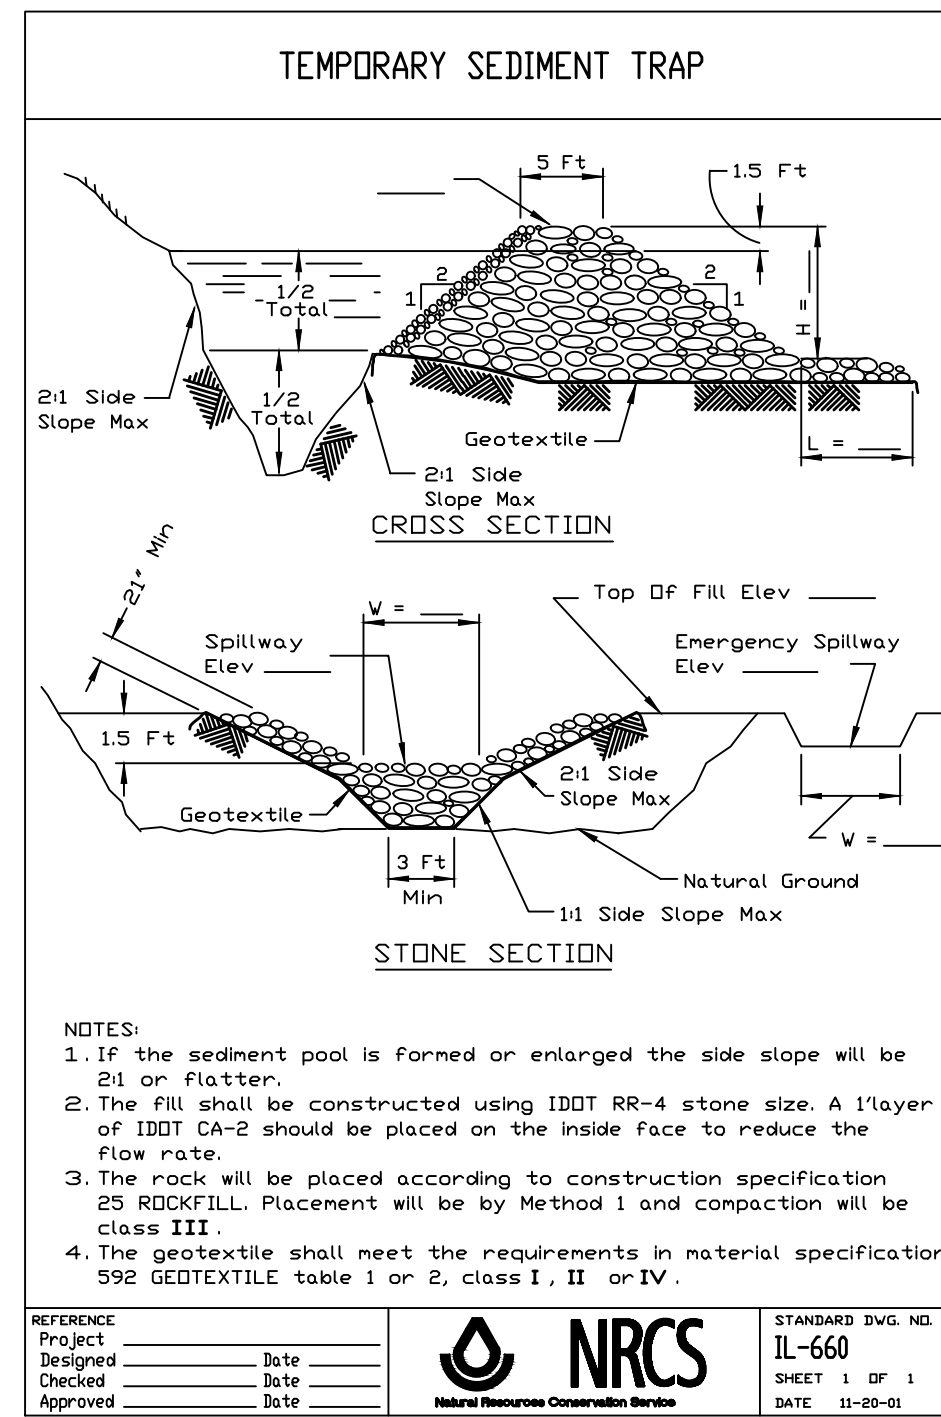 TEMPORARY SEDIMENT TRAP
5 Ft
1.5 Ft
2
1
2
1
H =
1/2
Total
1/2
Total
2:1 Side
Slope Max
Geotextile
L =
2:1 Side
Slope Max
CROSS SECTION
21" Min
W =
Top Of Fill Elev
Spillway
Elev
Emergency Spillway
Elev
1.5 Ft
2:1 Side
Slope Max
Geotextile
W =
3 Ft
Min
Natural Ground
1:1 Side Slope Max
STONE SECTION
NOTES:
1. If the sediment pool is formed or enlarged the side slope will be
2:1 or flatter.
2. The fill shall be constructed using IDOT RR-4 stone size. A 1'layer
of IDOT CA-2 should be placed on the inside face to reduce the
flow rate.
3. The rock will be placed according to construction specification
25 ROCKFILL. Placement will be by Method 1 and compaction will be
class III.
4. The geotextile shall meet the requirements in material specification
592 GEOTEXTILE table 1 or 2, class I, II or IV.
REFERENCE
Project
Designed Date
Checked Date
Approved Date
NRCS
Natural Resources Conservation Service
STANDARD DWG. NO.
IL-660
SHEET 1 OF 1
DATE 11-20-01